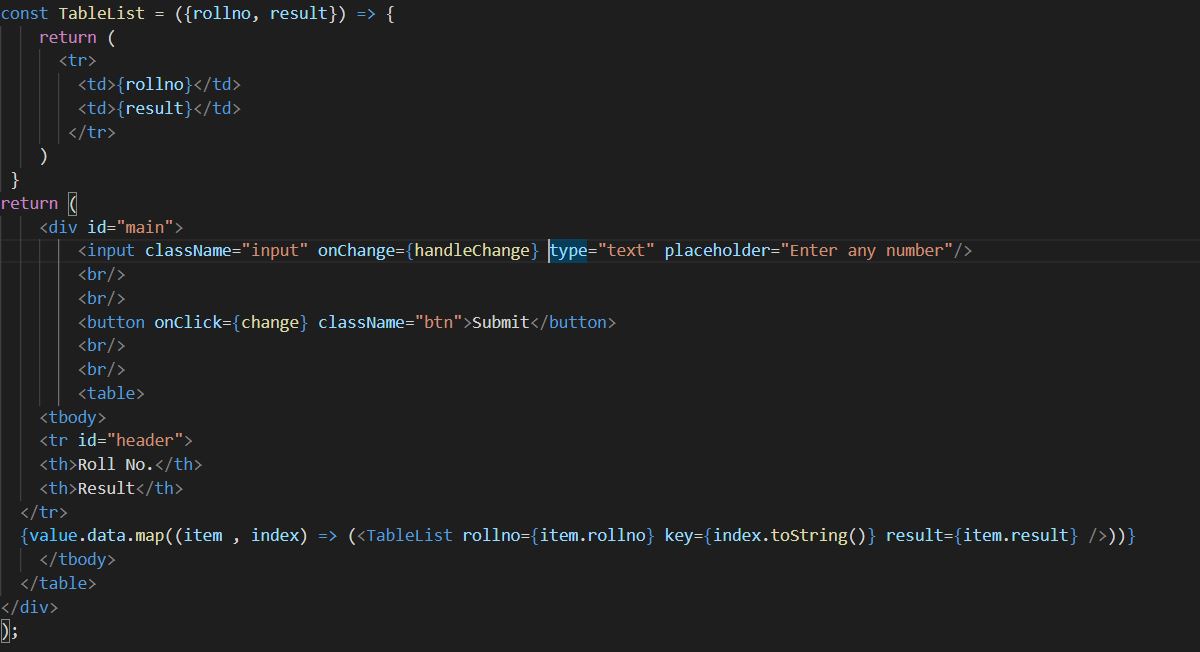 const TableList = ({rollno, result}) => {
return (
<tr>
<td>{rollno}</td>
<td>{result}</td>
</tr>
)
}
return (
<div id="main">
<input className="input" onChange={handleChange} type="text" placeholder="Enter any number"/>
<br/>
<br/>
<button onClick={change} className="btn">Submit</button>
<br/>
<br/>
<table>
<tbody>
<tr id="header">
<th>Roll No.</th>
<th>Result</th>
</tr>
{value.data.map((item , index) => (<TableList rollno={item.rollno} key={index.toString()} result={item.result} />))}
</tbody>
</table>
</div>
);